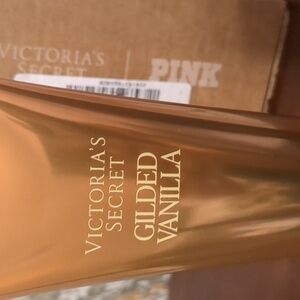 VICTORIA'S
SECRET
PINK
VICTORIA'S
SECRET
GILDED
VANILLA